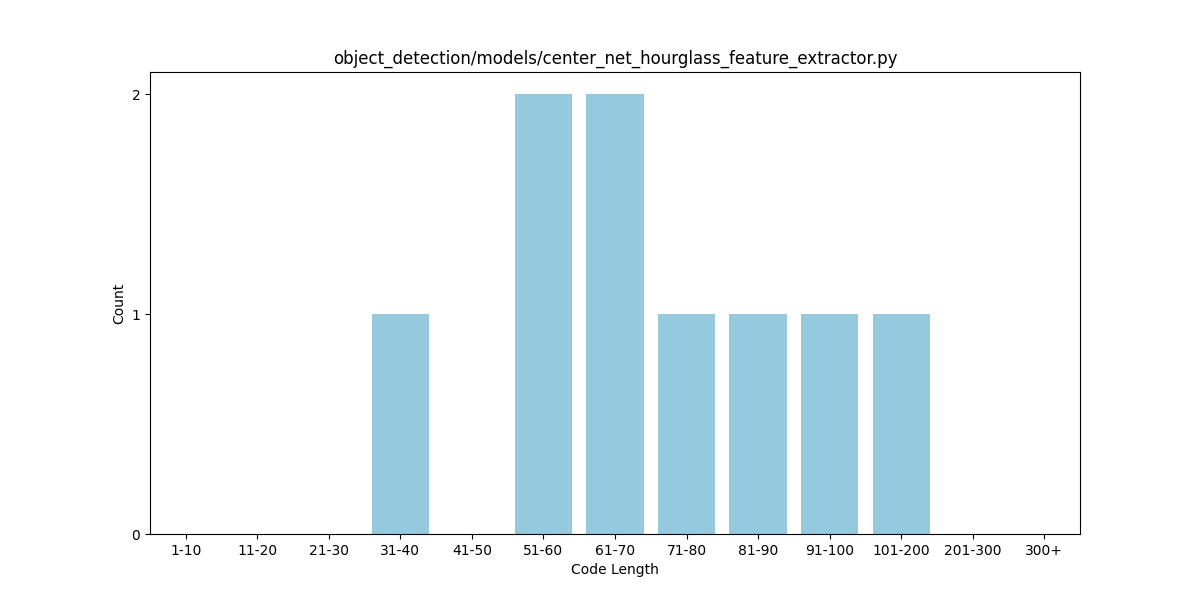 object_detection/models/center_net_hourglass_feature_extractor.py
2
1
0
Count
1-10 11-20 21-30 31-40 41-50 51-60 61-70 71-80 81-90 91-100 101-200 201-300 300+
Code Length